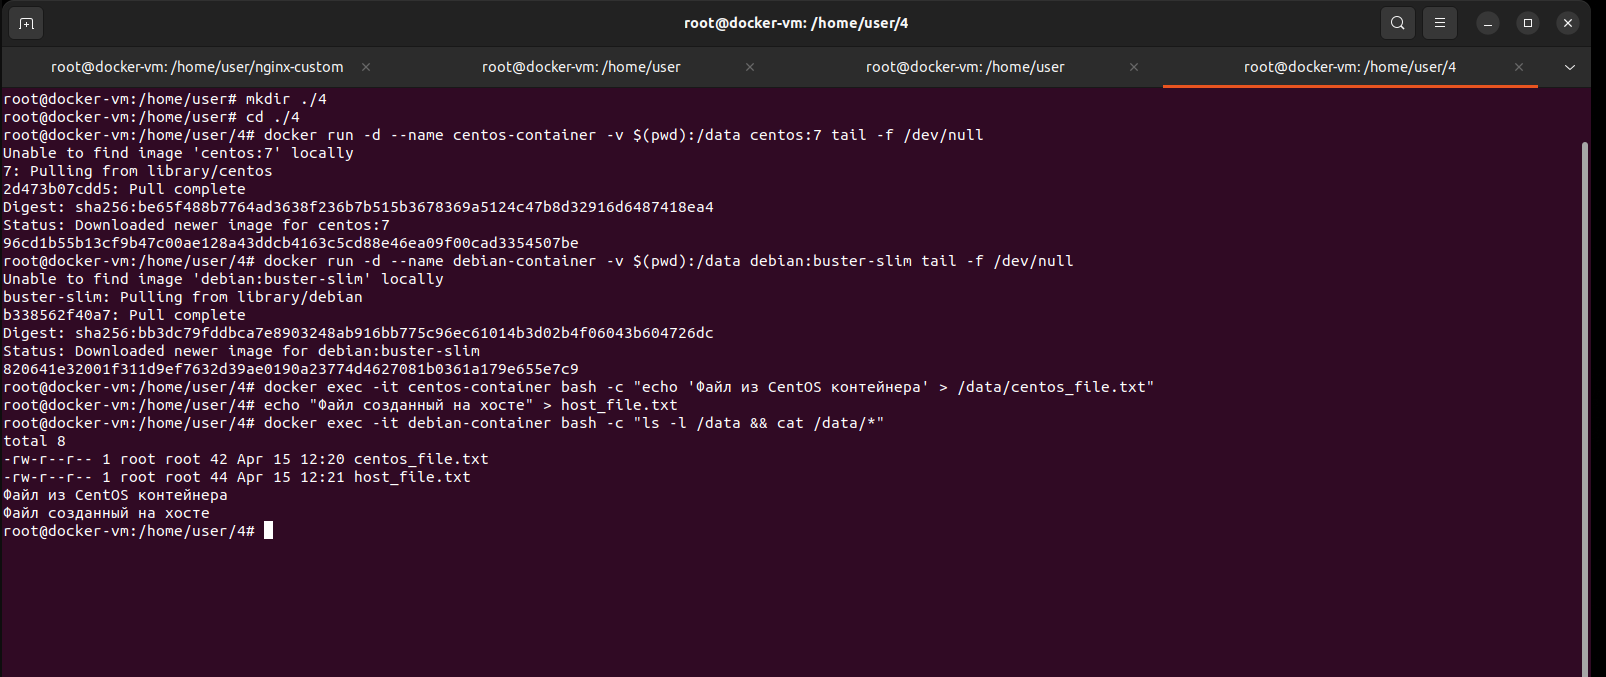 root@docker-vm: /home/user/4
root@docker-vm: /home/user/nginx-custom
root@docker-vm: /home/user
root@docker-vm: /home/user
root@docker-vm: /home/user/4
root@docker-vm:/home/user# mkdir ./4
root@docker-vm:/home/user# cd ./4
root@docker-vm:/home/user/4# docker run -d --name centos-container -v $(pwd):/data centos:7 tail -f /dev/null
Unable to find image 'centos:7' locally
7: Pulling from library/centos
2d473b07cdd5: Pull complete
Digest: sha256:be65f488b7764ad3638f236b7b515b3678369a5124c47b8d32916d6487418ea4
Status: Downloaded newer image for centos:7
96cd1b55b13cf9b47c00ae128a43ddcb4163c5cd88e46ea09f00cad3354507be
root@docker-vm:/home/user/4# docker run -d --name debian-container -v $(pwd):/data debian:buster-slim tail -f /dev/null
Unable to find image 'debian:buster-slim' locally
buster-slim: Pulling from library/debian
b338562f40a7: Pull complete
Digest: sha256:bb3dc79fddbca7e8903248ab916bb775c96ec61014b3d02b4f06043b604726dc
Status: Downloaded newer image for debian:buster-slim
820641e32001f311d9ef7632d39ae0190a23774d4627081b0361a179e655e7c9
root@docker-vm:/home/user/4# docker exec -it centos-container bash -c "echo 'Файл из CentOS контейнера' > /data/centos_file.txt"
root@docker-vm:/home/user/4# echo "Файл созданный на хосте" > host_file.txt
root@docker-vm:/home/user/4# docker exec -it debian-container bash -c "ls -l /data && cat /data/*"
total 8
-rw-r--r-- 1 root root 42 Apr 15 12:20 centos_file.txt
-rw-r--r-- 1 root root 44 Apr 15 12:21 host_file.txt
Файл из CentOS контейнера
Файл созданный на хосте
root@docker-vm:/home/user/4#